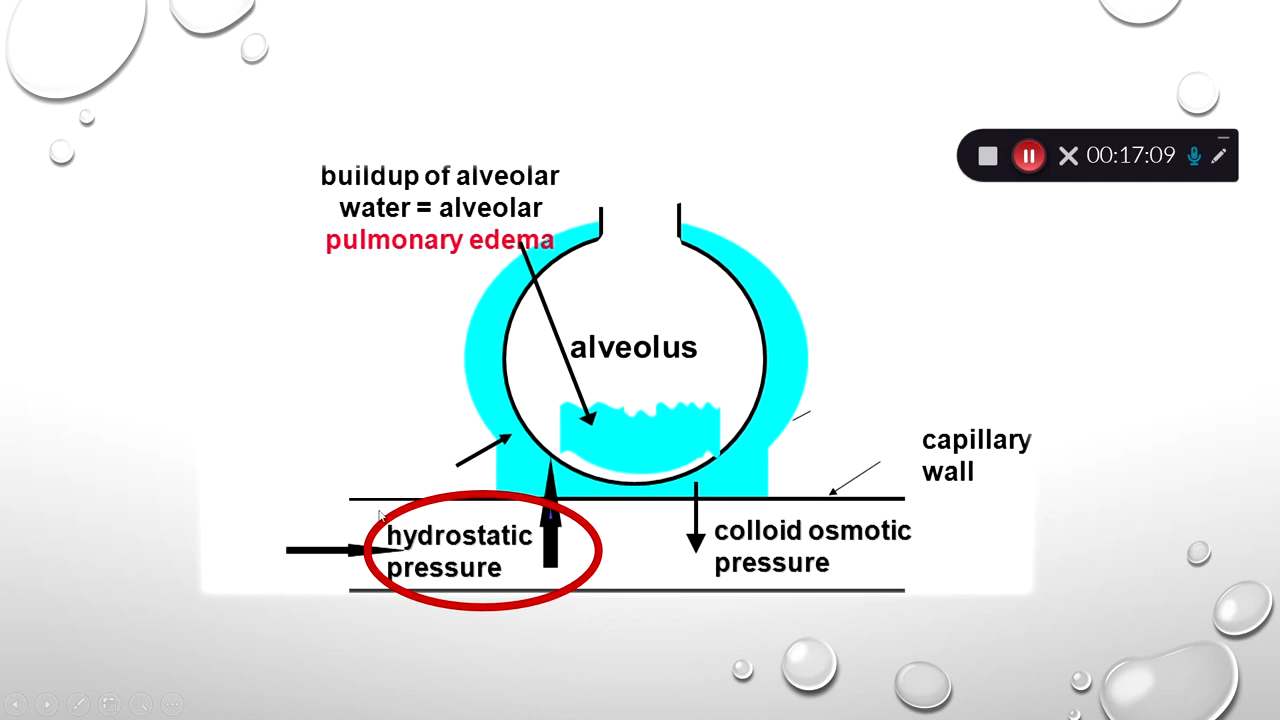 buildup of alveolar
water = alveolar
pulmonary edema
00:17:09
alveolus
capillary
wall
hydrostatic
pressure
colloid osmotic
pressure